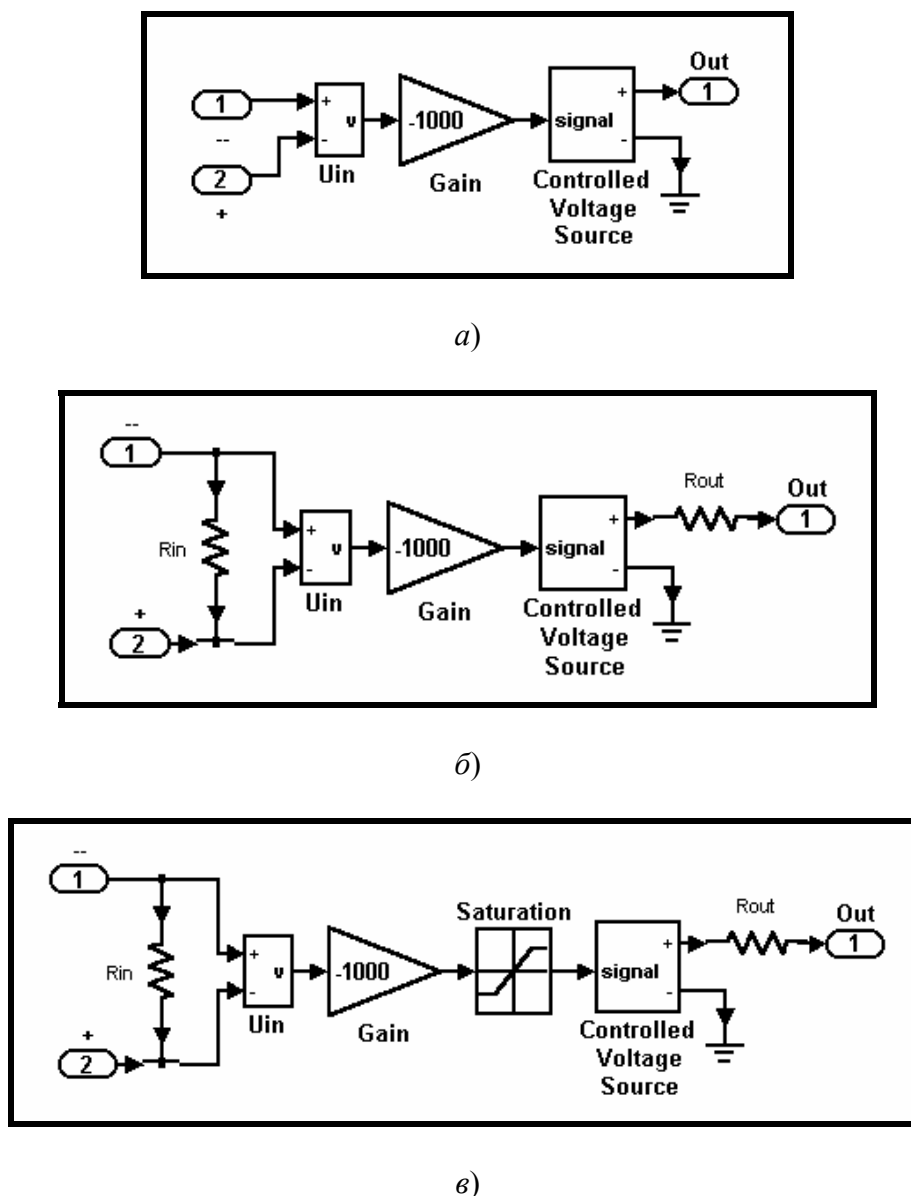 Out
1
+
1
-1000
signal
v
--
-
-
2
Uin
Gain
Controlled
Voltage
Source
+
а)
--
1
Rout
Out
+
+
1
Rin
v
-1000
signal
-
-
+
Uin
Gain
Controlled
Voltage
Source
2
б)
--
1
Saturation
Rout
Out
+
+
1
Rin
v
-1000
signal
-
-
+
Uin
Gain
Controlled
Voltage
Source
2
в)